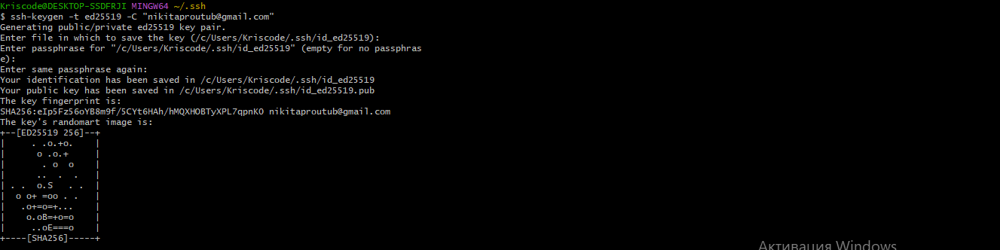 Kriscode@DESKTOP-SSDFRJI MINGW64 ~/.ssh
$ ssh-keygen -t ed25519 -C "nikitaproutub@gmail.com"
Generating public/private ed25519 key pair.
Enter file in which to save the key (/c/Users/Kriscode/.ssh/id_ed25519):
Enter passphrase for "/c/Users/Kriscode/.ssh/id_ed25519" (empty for no passphras
e):
Enter same passphrase again:
Your identification has been saved in /c/Users/Kriscode/.ssh/id_ed25519
Your public key has been saved in /c/Users/Kriscode/.ssh/id_ed25519.pub
The key fingerprint is:
SHA256:eIp5Fz56oYB8m9f/5CYt6HAh/hMQXHOBTyXPL7qpnKO nikitaproutub@gmail.com
The key's randomart image is:
+--[ED25519 256]--+
|     . .o.+o.    |
|      o .o.+     |
|       . o  o    |
|      ..  .  .   |
| . .  o.S   . .  |
|  o o+ =oo . .   |
|   .o+=o=+...    |
|    o.oB=+o=o    |
|     ..oE===o    |
+----[SHA256]-----+
Активация Windows